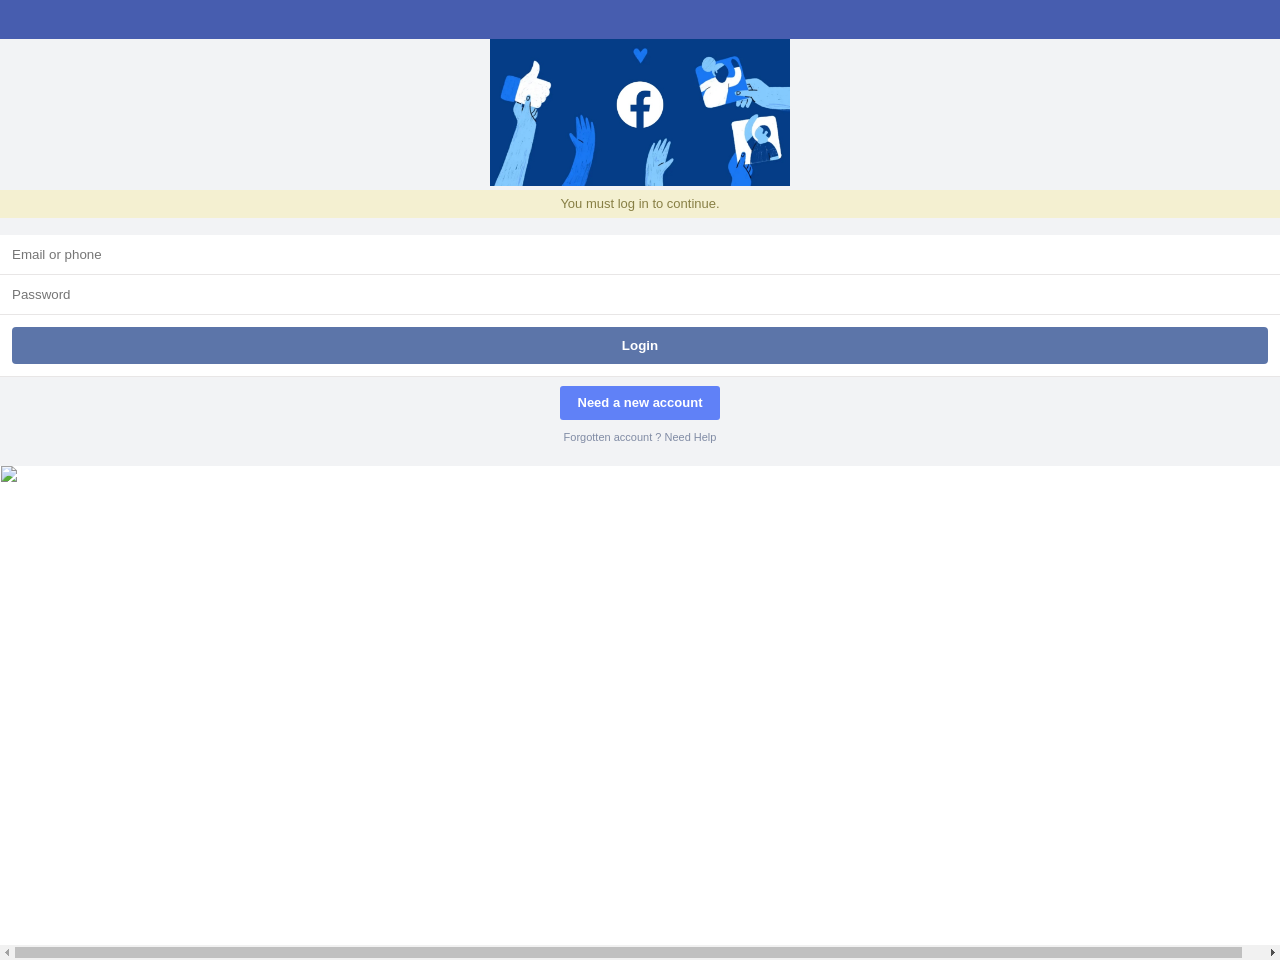 You must log in to continue.
Email or phone
Password
Login
Need a new account
Forgotten account ? Need Help